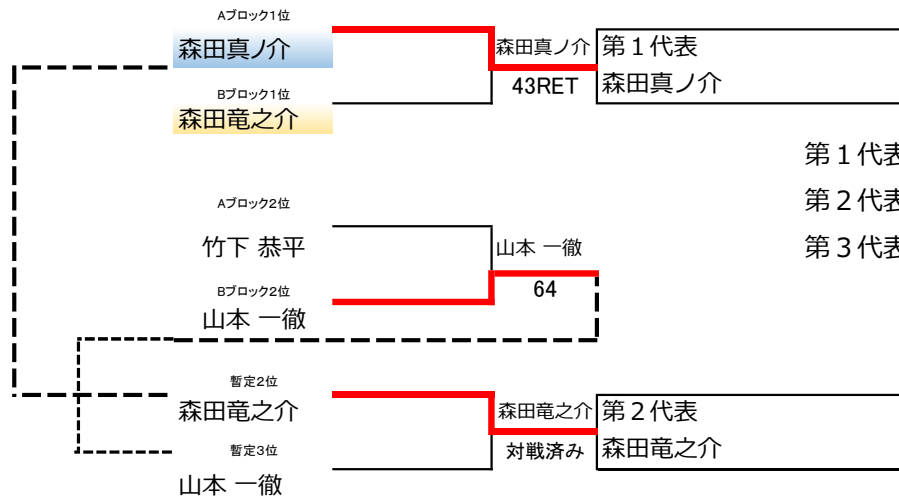 Aブロック1位
森田真ノ介
森田真ノ介
第１代表
43RET
森田真ノ介
Bブロック1位
森田竜之介
第１代表
第２代表
第３代表
Aブロック2位
竹下 恭平
山本 一徹
64
Bブロック2位
山本 一徹
暫定2位
森田竜之介
森田竜之介
第２代表
対戦済み
森田竜之介
暫定3位
山本 一徹